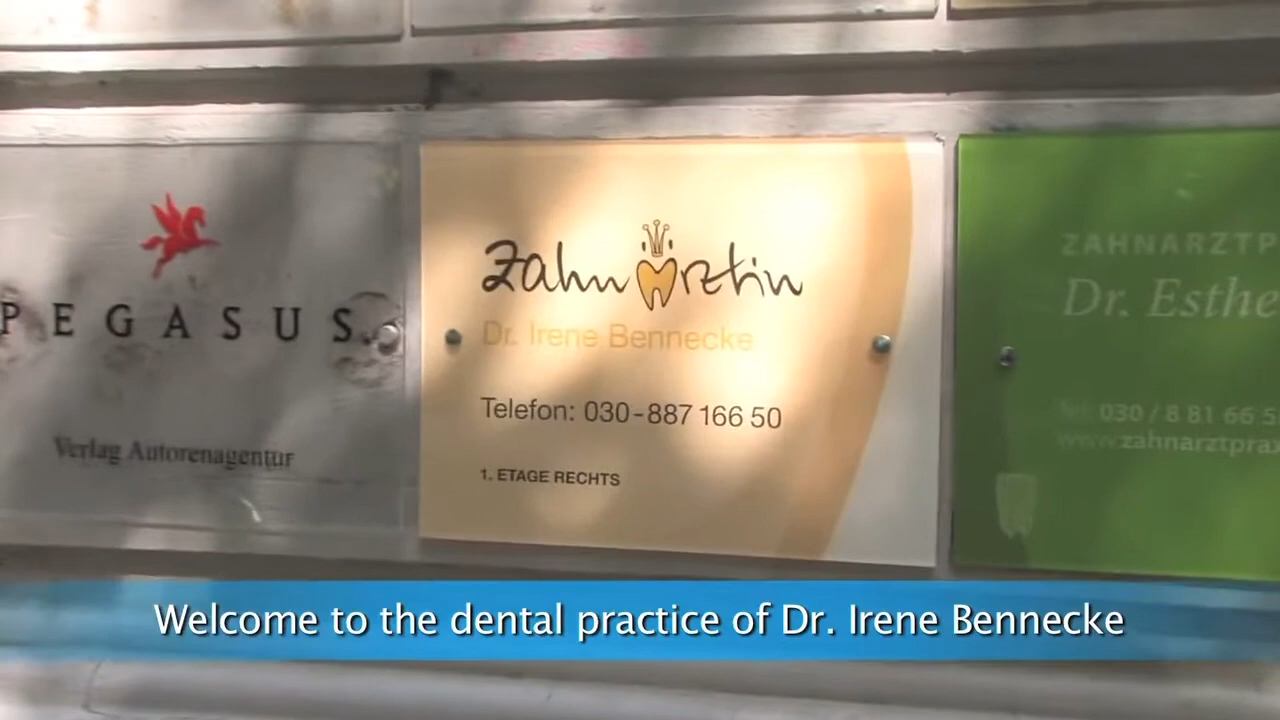 PEGASUS
Verlag Autorenagentur
Zahnärztin
Dr. Irene Bennecke
Telefon: 030-887 166 50
1. ETAGE RECHTS
ZAHNARZTP
Dr. Esthe
Tel: 030 / 8 81 66 5
www.zahnarztprax
Welcome to the dental practice of Dr. Irene Bennecke